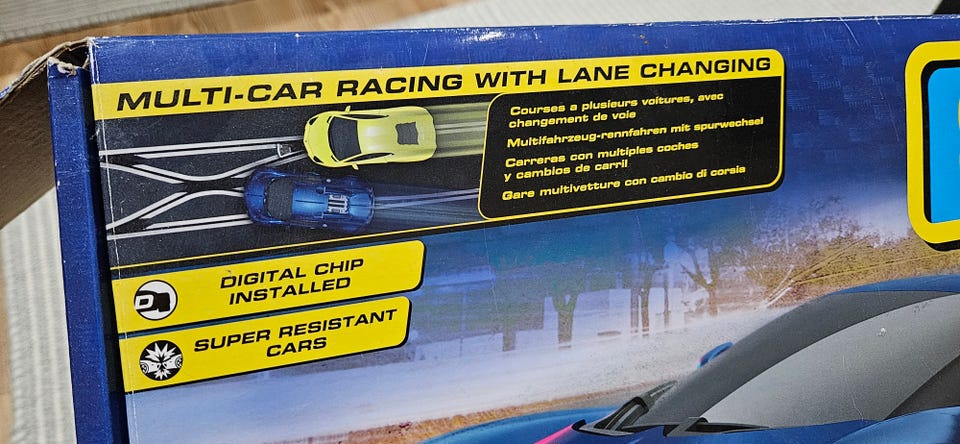 MULTI-CAR RACING WITH LANE CHANGING
Courses a plusieurs voitures, avec
changement de voie
Multifahrzeug-rennfahren mit spurwechsel
Carreras con multiples coches
y cambios de carril
Gare multivetture con cambio di corsia
D
DIGITAL CHIP
INSTALLED
SUPER RESISTANT
CARS